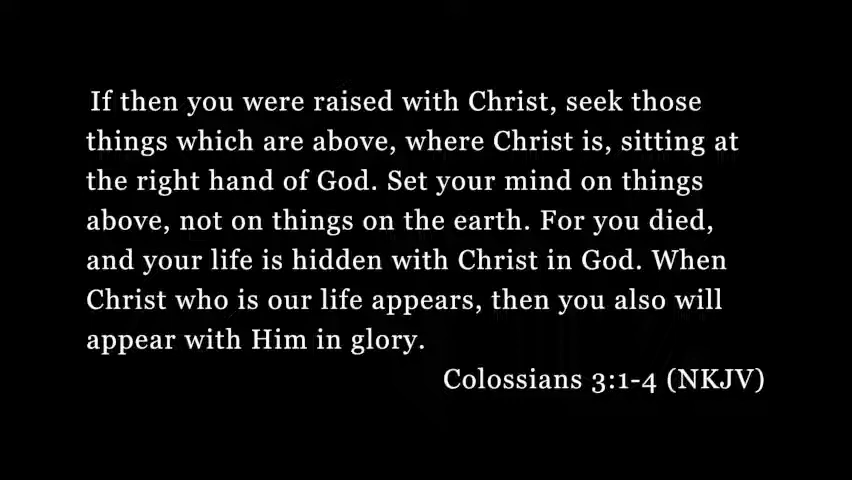 If then you were raised with Christ, seek those
things which are above, where Christ is, sitting at
the right hand of God. Set your mind on things
above, not on things on the earth. For you died,
and your life is hidden with Christ in God. When
Christ who is our life appears, then you also will
appear with Him in glory.
Colossians 3:1-4 (NKJV)